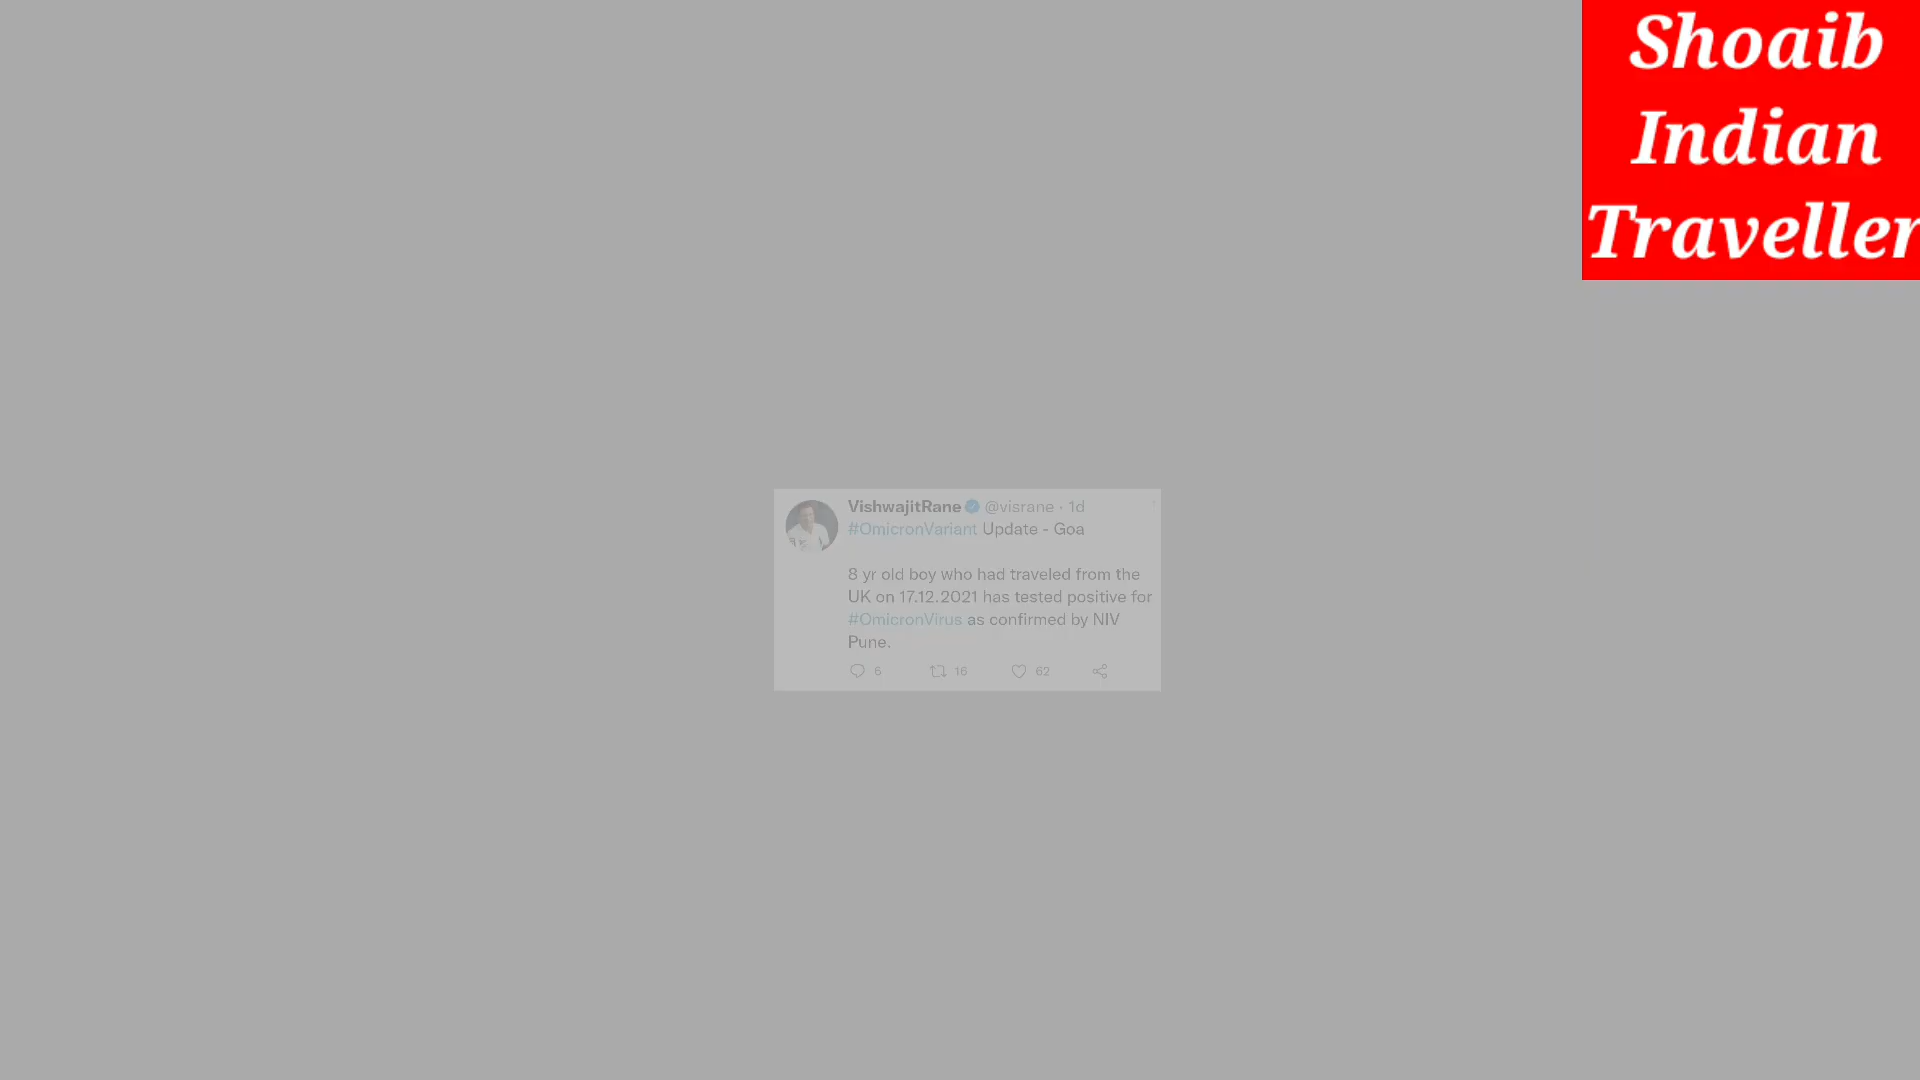 Shoaib
Indian
Traveller
VishwajitRane @visrane · 1d
#OmicronVariant Update - Goa
8 yr old boy who had traveled from the
UK on 17.12.2021 has tested positive for
#OmicronVirus as confirmed by NIV
Pune.
6 16 62